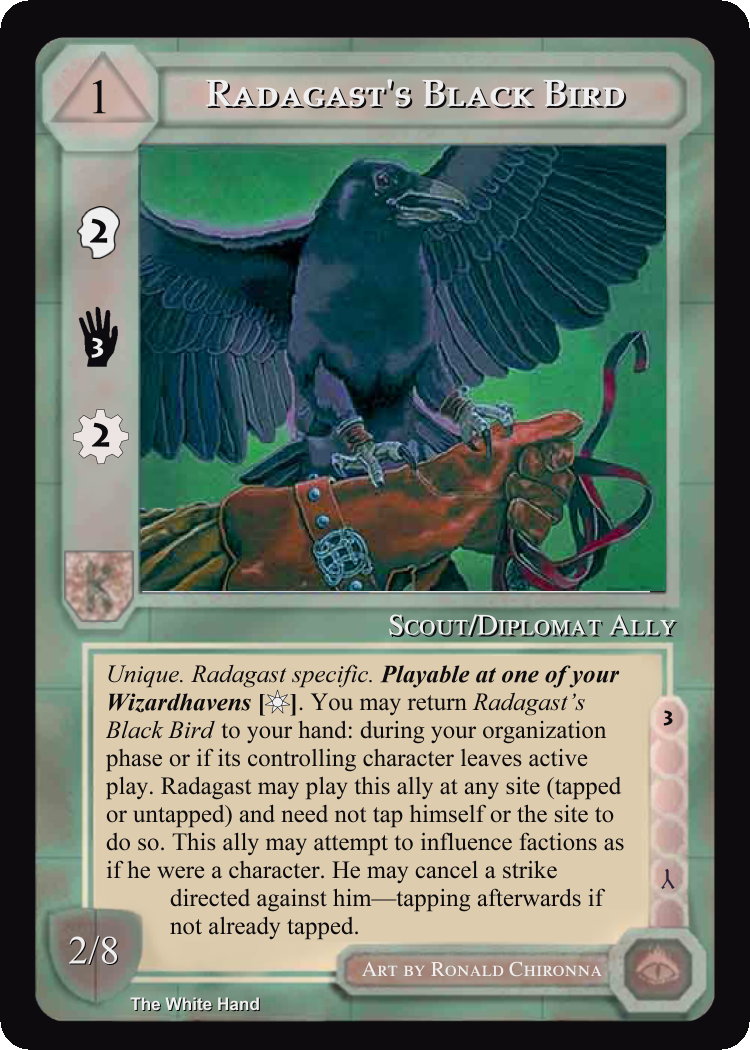 1
RADAGAST'S BLACK BIRD
2
3
2
K
SCOUT/DIPLOMAT ALLY
Unique. Radagast specific. Playable at one of your
Wizardhavens [ ]. You may return Radagast's
Black Bird to your hand: during your organization
phase or if its controlling character leaves active
play. Radagast may play this ally at any site (tapped
or untapped) and need not tap himself or the site to
do so. This ally may attempt to influence factions as
if he were a character. He may cancel a strike
directed against him—tapping afterwards if
not already tapped.
3
2/8
ART BY RONALD CHIRONNA
The White Hand